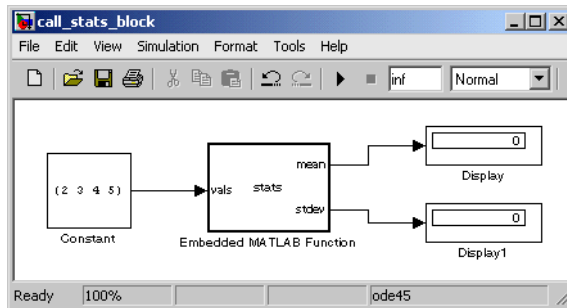 call_stats_block
File Edit View Simulation Format Tools Help
inf Normal
(2 3 4 5)
Constant
vals stats mean stdev
Embedded MATLAB Function
0
Display
0
Display1
Ready 100% ode45